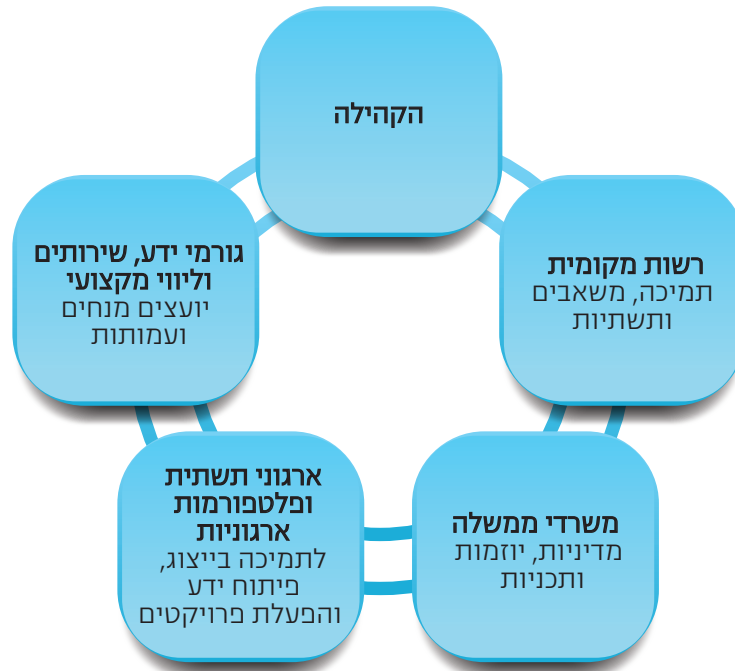 הקהילה
רשות מקומית
תמיכה, משאבים
ותשתיות
משרדי ממשלה
מדיניות, יוזמות
ותכניות
ארגוני תשתית
ופלטפורמות
ארגוניות
לתמיכה בייצוג,
פיתוח ידע
והפעלת פרויקטים
גורמי ידע, שירותים
וליווי מקצועי
יועצים מנחים
ועמותות